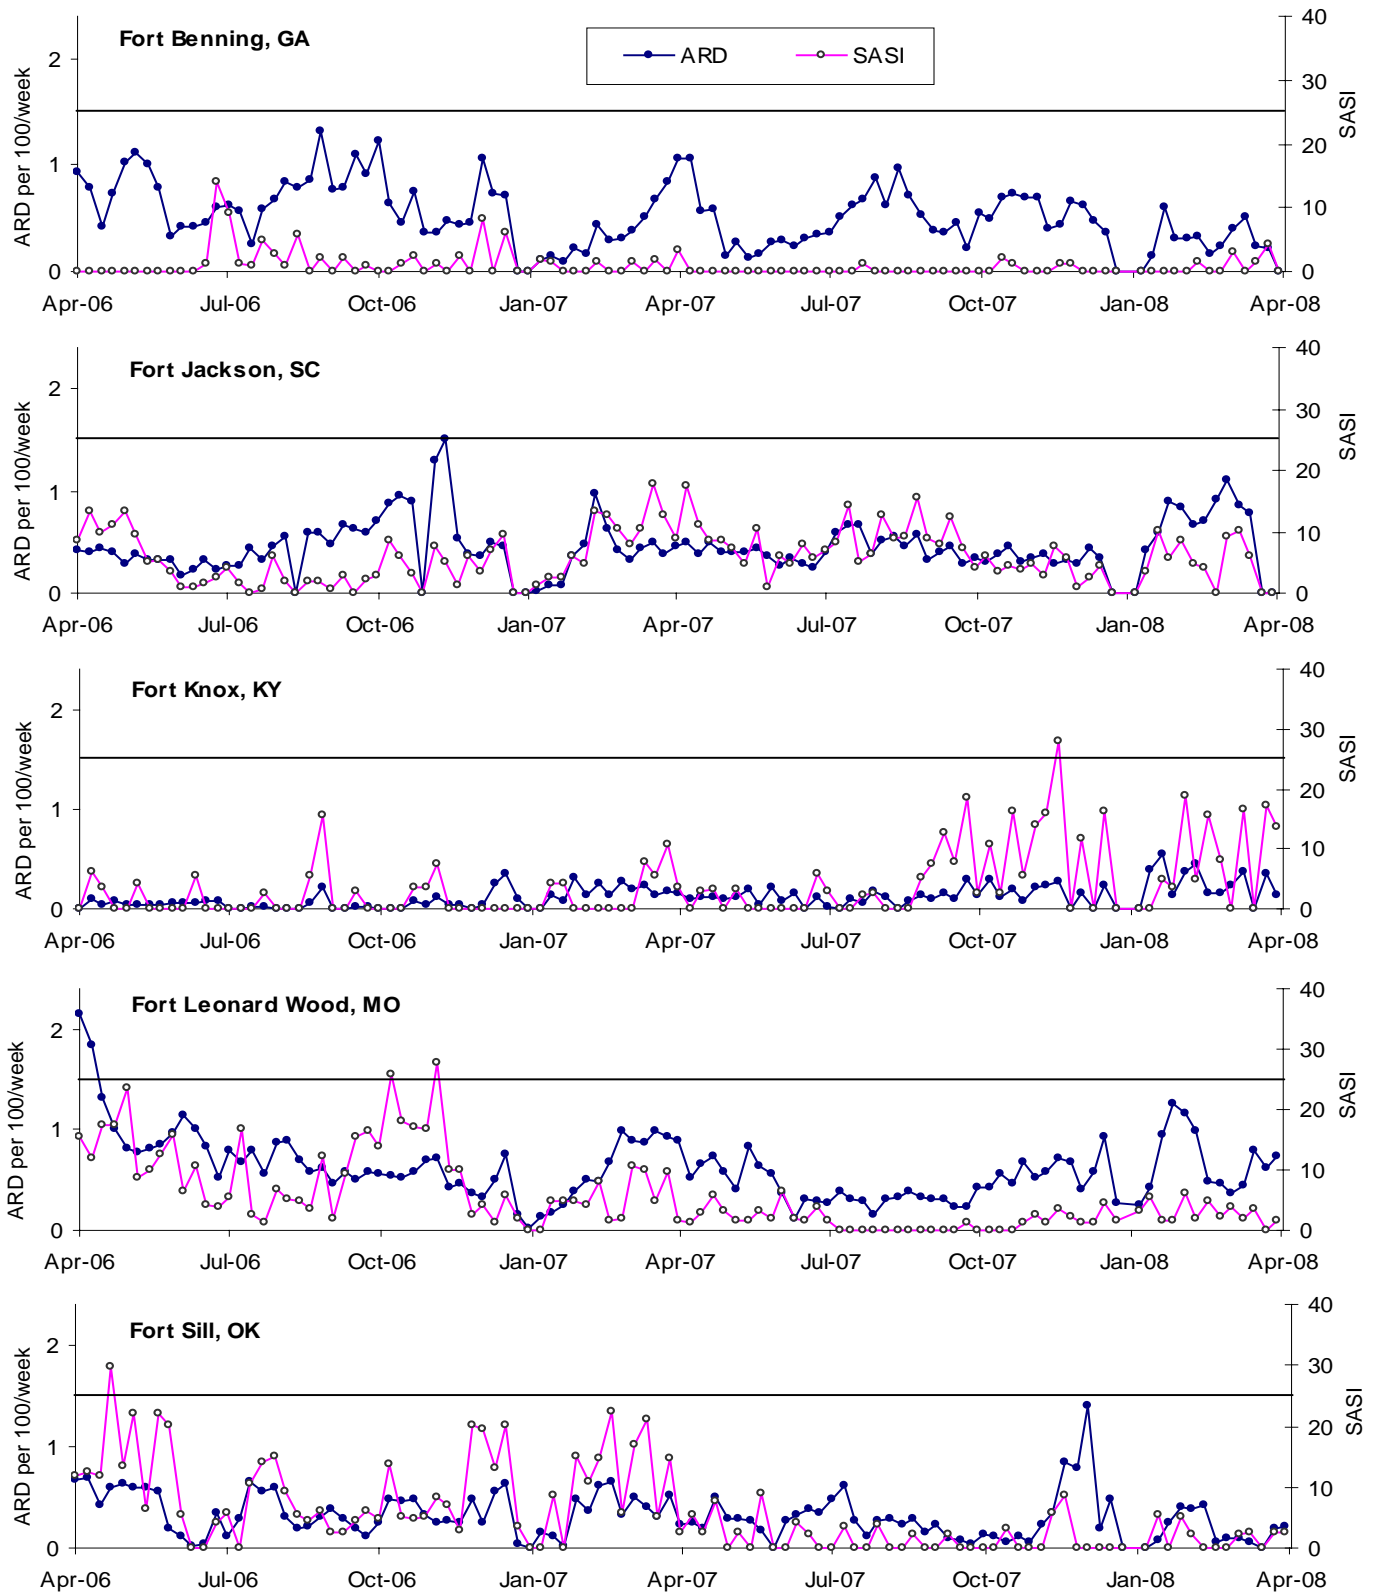 Fort Benning, GA
ARD SASI
2
1
0
ARD per 100/week
40
30
20
10
0
SASI
Apr-06 Jul-06 Oct-06 Jan-07 Apr-07 Jul-07 Oct-07 Jan-08 Apr-08
Fort Jackson, SC
2
1
0
ARD per 100/week
40
30
20
10
0
SASI
Apr-06 Jul-06 Oct-06 Jan-07 Apr-07 Jul-07 Oct-07 Jan-08 Apr-08
Fort Knox, KY
2
1
0
ARD per 100/week
40
30
20
10
0
SASI
Apr-06 Jul-06 Oct-06 Jan-07 Apr-07 Jul-07 Oct-07 Jan-08 Apr-08
Fort Leonard Wood, MO
2
1
0
ARD per 100/week
40
30
20
10
0
SASI
Apr-06 Jul-06 Oct-06 Jan-07 Apr-07 Jul-07 Oct-07 Jan-08 Apr-08
Fort Sill, OK
2
1
0
ARD per 100/week
40
30
20
10
0
SASI
Apr-06 Jul-06 Oct-06 Jan-07 Apr-07 Jul-07 Oct-07 Jan-08 Apr-08